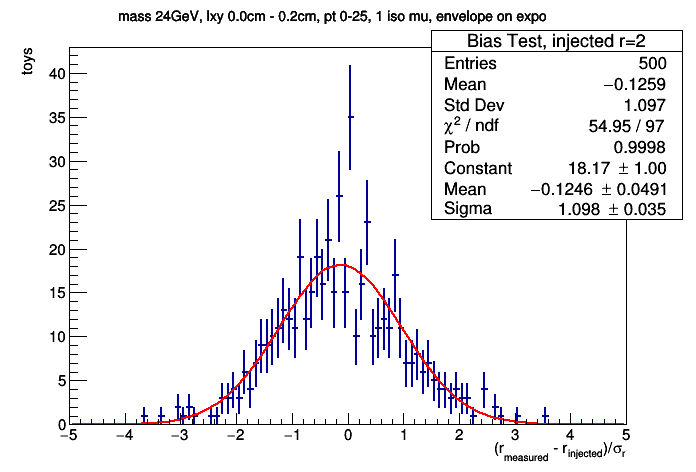 mass 24GeV, lxy 0.0cm - 0.2cm, pt 0-25, 1 iso mu, envelope on expo
Bias Test, injected r=2
Entries 500
Mean −0.1259
Std Dev 1.097
χ² / ndf 54.95 / 97
Prob 0.9998
Constant 18.17 ± 1.00
Mean −0.1246 ± 0.0491
Sigma 1.098 ± 0.035
toys
40
35
30
25
20
15
10
5
0
−5 −4 −3 −2 −1 0 1 2 3 4 5
(r_measured - r_injected)/σ_r